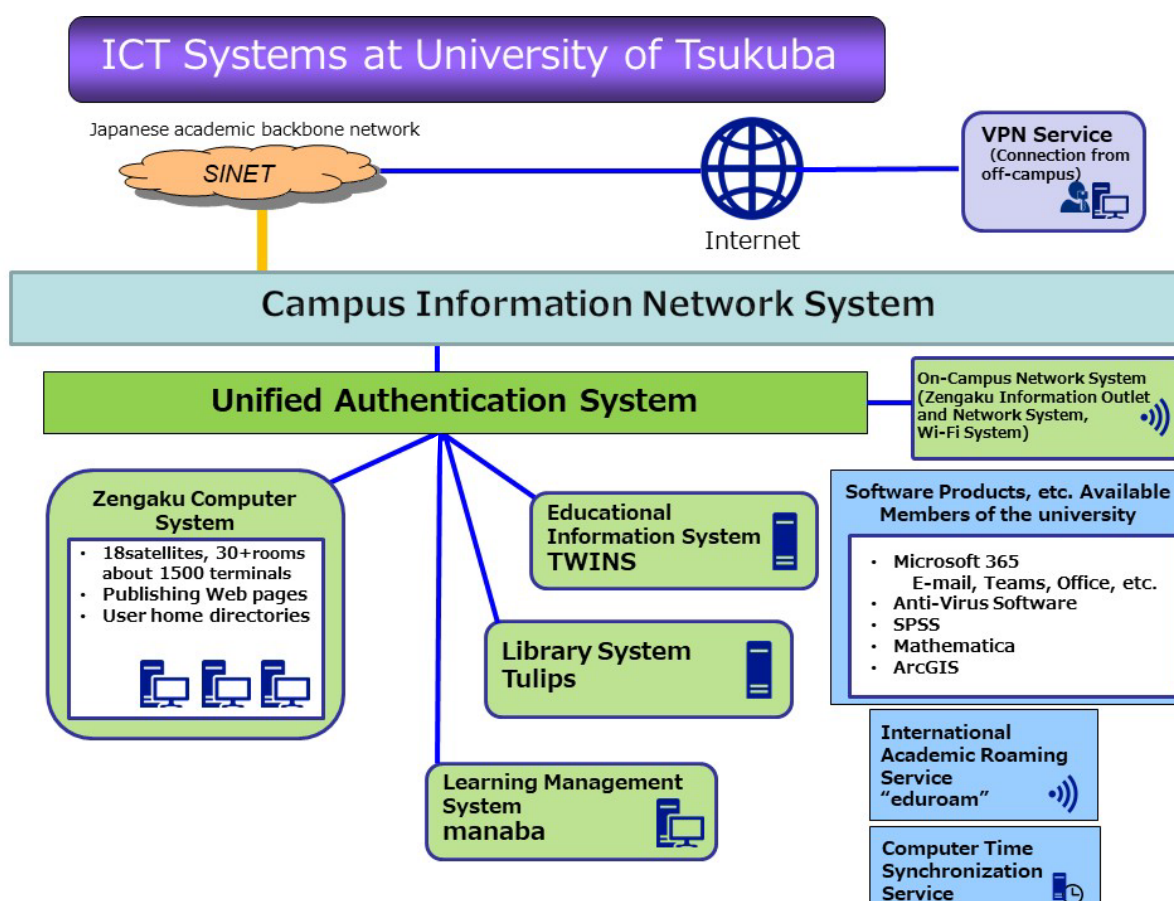 ICT Systems at University of Tsukuba
Japanese academic backbone network
SINET
Internet
VPN Service
(Connection from
off-campus)
Campus Information Network System
Unified Authentication System
On-Campus Network System
(Zengaku Information Outlet
and Network System,
Wi-Fi System)
Zengaku Computer
System
• 18satellites, 30+rooms
about 1500 terminals
• Publishing Web pages
• User home directories
Educational
Information System
TWINS
Library System
Tulips
Learning Management
System
manaba
Software Products, etc. Available
Members of the university
• Microsoft 365
E-mail, Teams, Office, etc.
• Anti-Virus Software
• SPSS
• Mathematica
• ArcGIS
International
Academic Roaming
Service
“eduroam”
Computer Time
Synchronization
Service